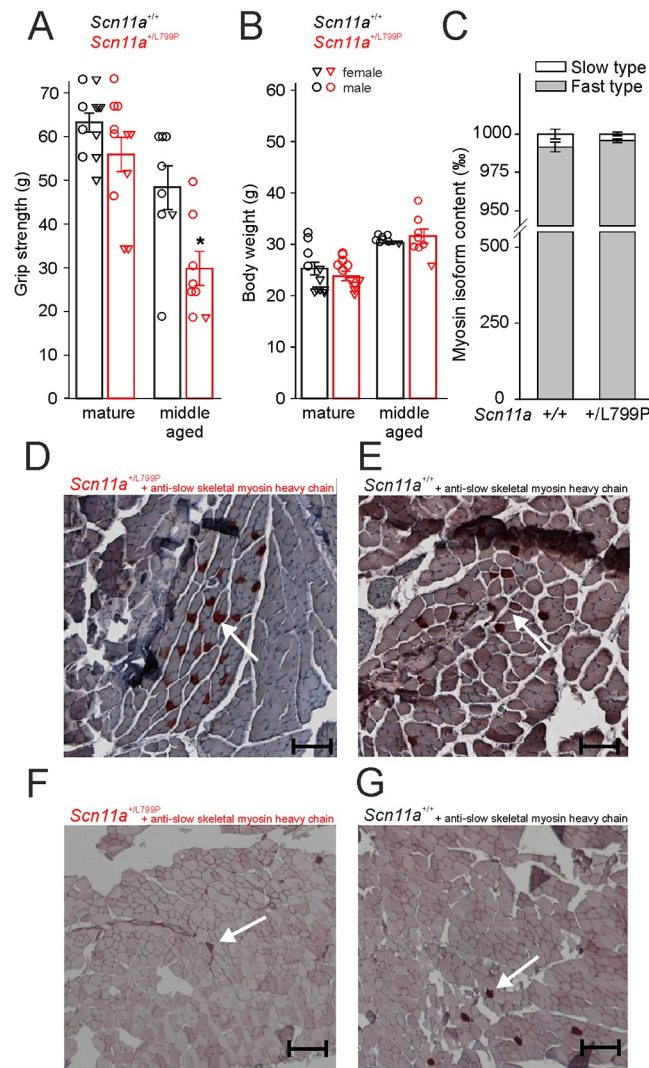 A
Scn11a+/+
Scn11a+/L799P
Grip strength (g)
70
60
50
40
30
20
10
0
*
mature
middle
aged
B
Scn11a+/+
Scn11a+/L799P
female
male
Body weight (g)
60
50
40
30
20
10
0
mature
middle
aged
C
Slow type
Fast type
Myosin isoform content (‰)
1000
975
950
500
250
0
Scn11a +/+ +/L799P
D
Scn11a+/L799P + anti-slow skeletal myosin heavy chain
E
Scn11a+/+ + anti-slow skeletal myosin heavy chain
F
Scn11a+/L799P + anti-slow skeletal myosin heavy chain
G
Scn11a+/+ + anti-slow skeletal myosin heavy chain